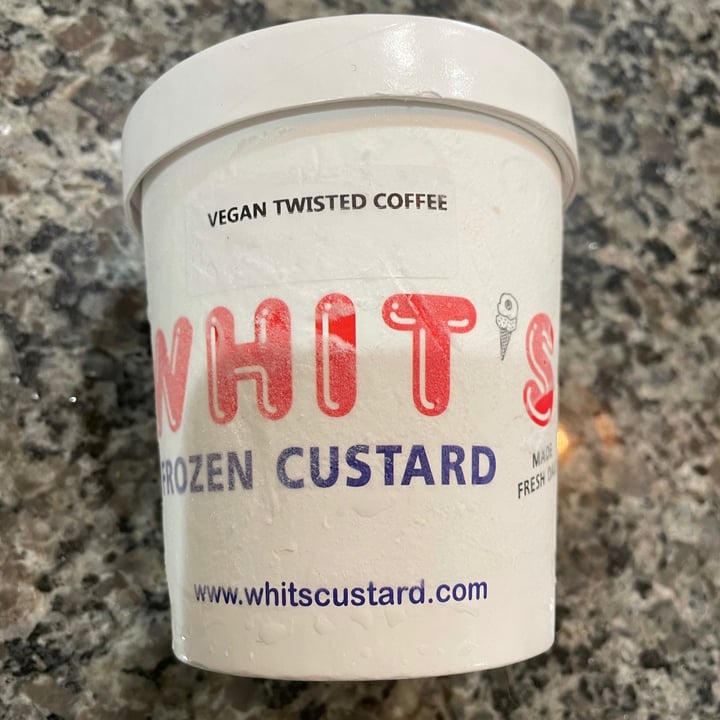 VEGAN TWISTED COFFEE
WHIT'S
FROZEN CUSTARD
MADE
FRESH
www.whitscustard.com